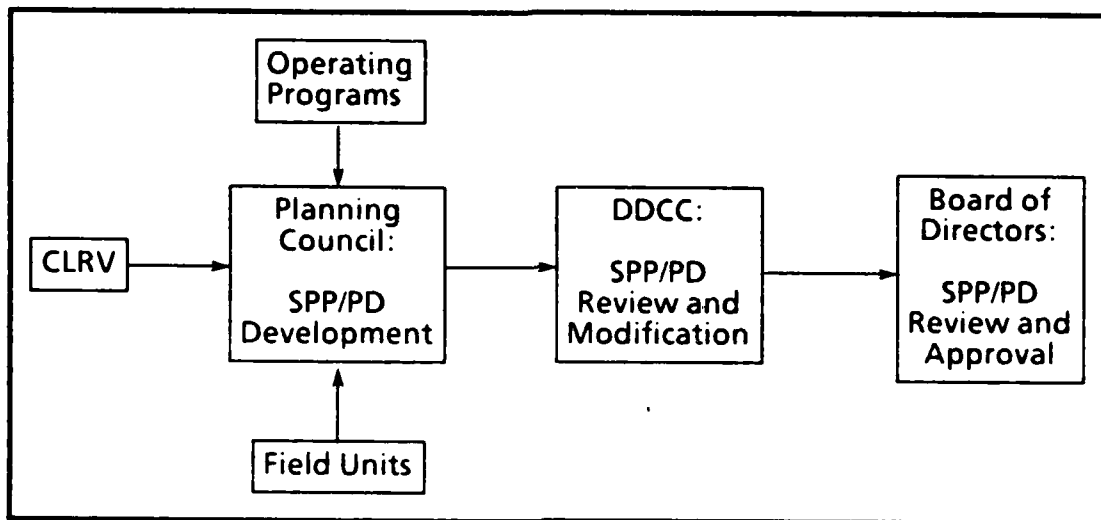 Operating
Programs
CLRV
Planning
Council:
SPP/PD
Development
DDCC:
SPP/PD
Review and
Modification
Board of
Directors:
SPP/PD
Review and
Approval
Field Units